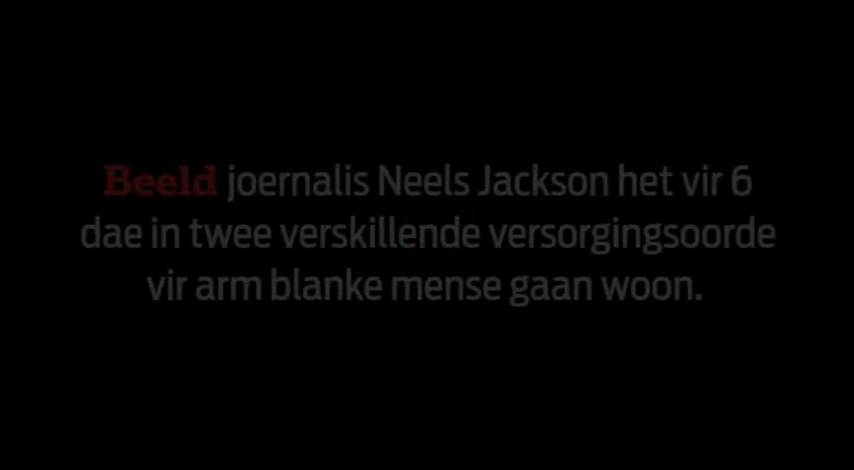 Beeld joernalis Neels Jackson het vir 6
dae in twee verskillende versorgingsoorde
vir arm blanke mense gaan woon.